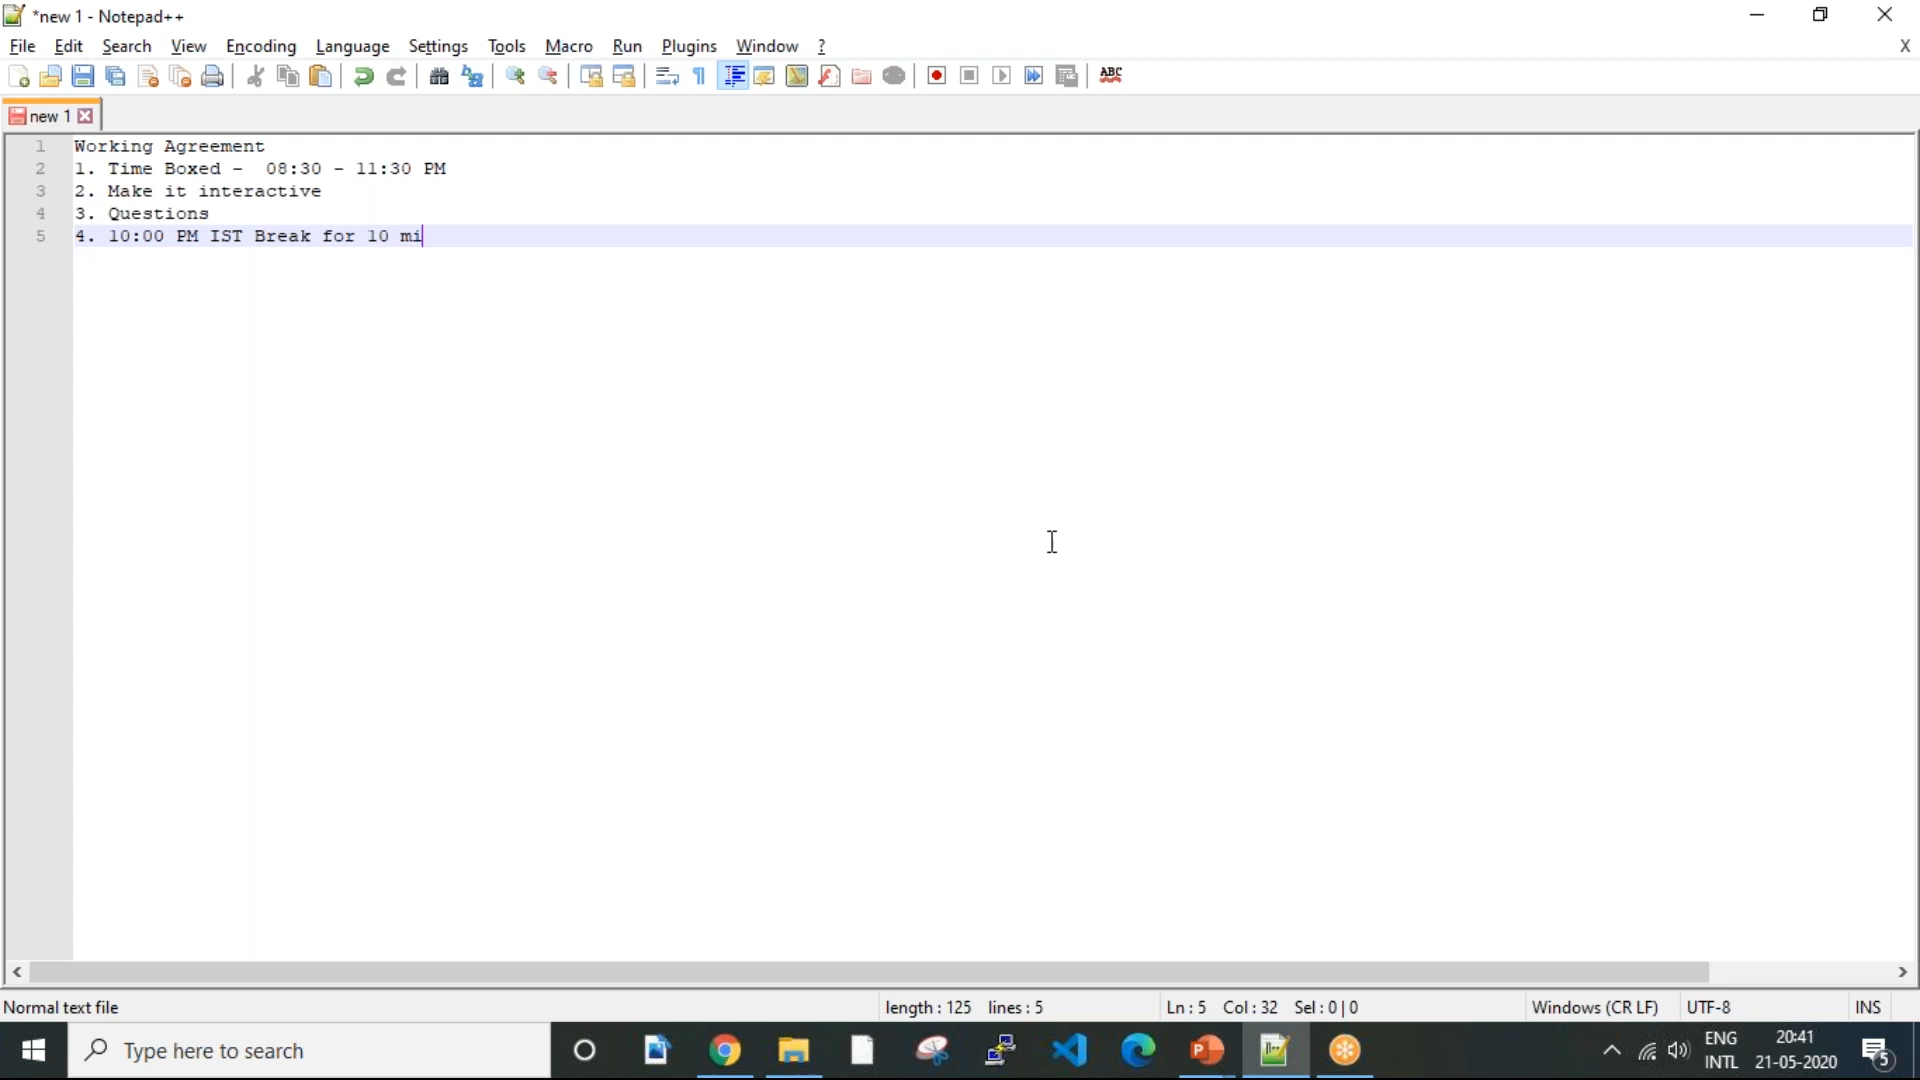 *new 1 - Notepad++
File Edit Search View Encoding Language Settings Tools Macro Run Plugins Window ? X
ABC
new 1
1 Working Agreement
2 1. Time Boxed -  08:30 - 11:30 PM
3 2. Make it interactive
4 3. Questions
5 4. 10:00 PM IST Break for 10 mi
Normal text file length : 125 lines : 5 Ln : 5 Col : 32 Sel : 0 | 0 Windows (CR LF) UTF-8 INS
Type here to search
ENG 20:41
INTL 21-05-2020 5